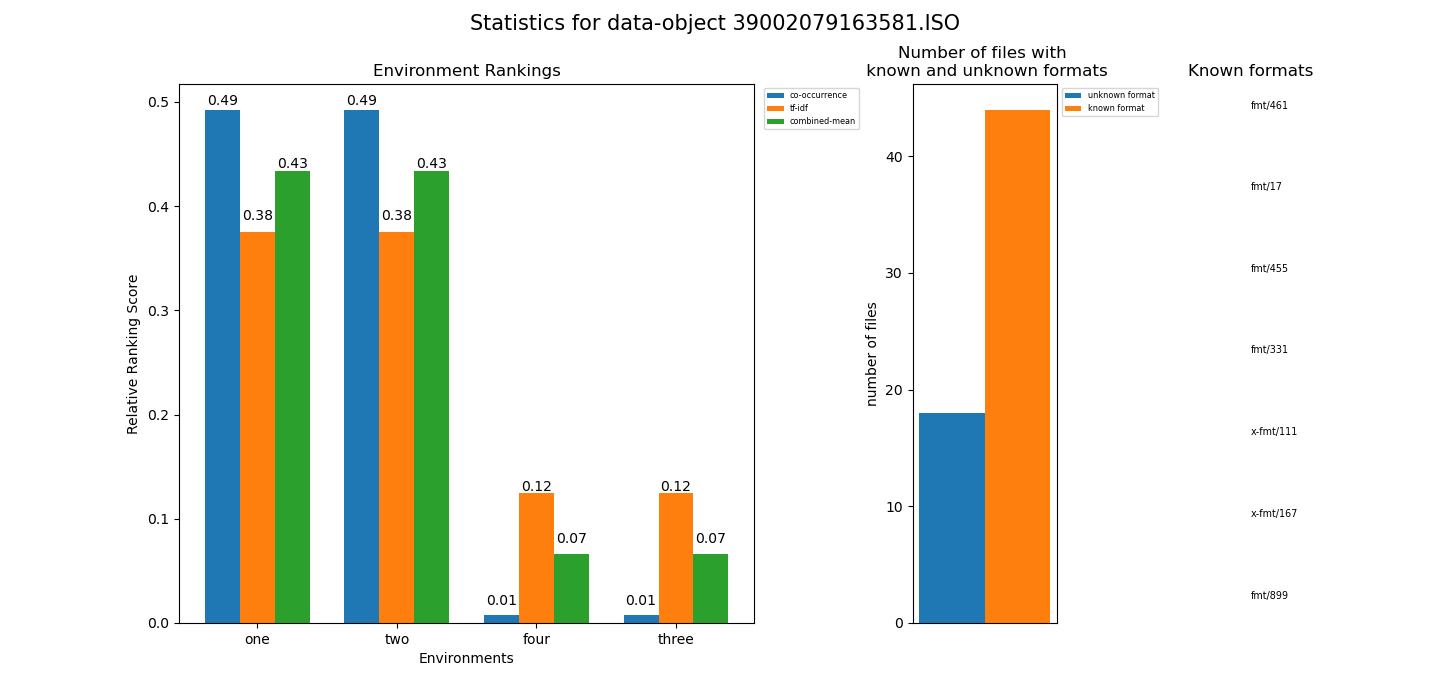 Statistics for data-object 39002079163581.ISO
Environment Rankings
Relative Ranking Score
0.5
0.4
0.3
0.2
0.1
0.0
0.49
0.38
0.43
0.49
0.38
0.43
0.01
0.12
0.07
0.01
0.12
0.07
one
two
four
three
Environments
co-occurrence
tf-idf
combined-mean
Number of files with
known and unknown formats
number of files
40
30
20
10
0
unknown format
known format
Known formats
fmt/461
fmt/17
fmt/455
fmt/331
x-fmt/111
x-fmt/167
fmt/899